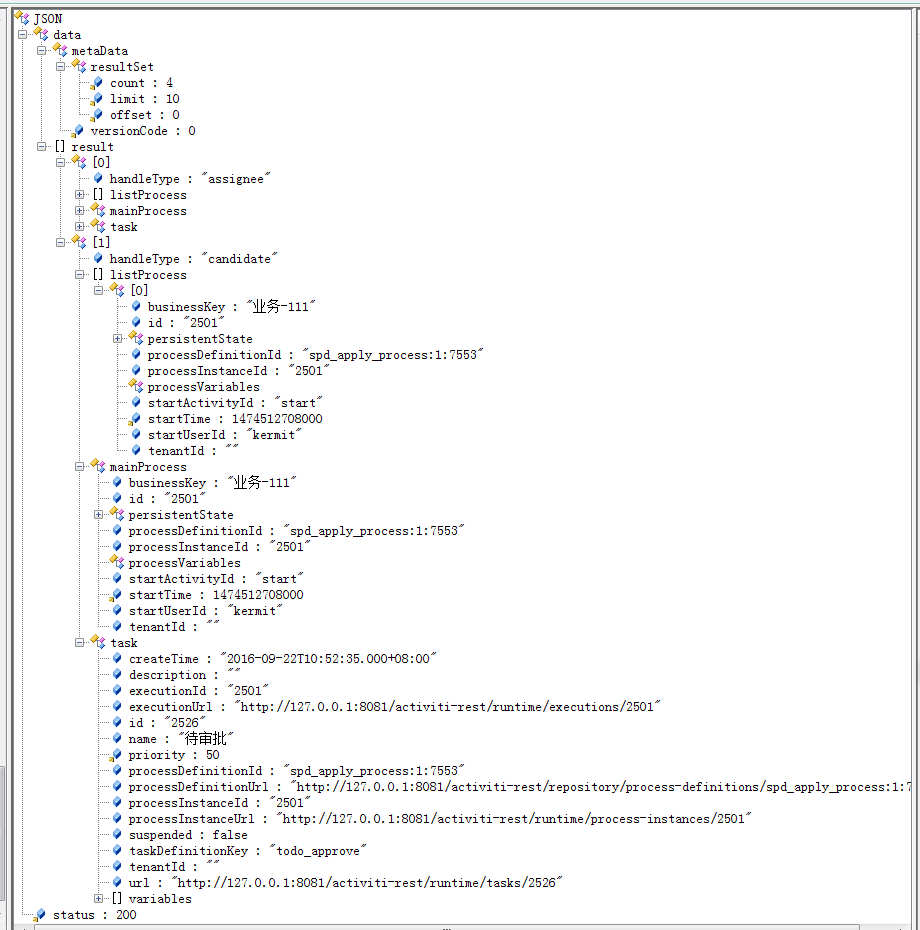 JSON
data
metaData
resultSet
count : 4
limit : 10
offset : 0
versionCode : 0
[] result
[0]
handleType : "assignee"
[] listProcess
mainProcess
task
[1]
handleType : "candidate"
[] listProcess
[0]
businessKey : "业务-111"
id : "2501"
persistentState
processDefinitionId : "spd_apply_process:1:7553"
processInstanceId : "2501"
processVariables
startActivityId : "start"
startTime : 1474512708000
startUserId : "kermit"
tenantId : ""
mainProcess
businessKey : "业务-111"
id : "2501"
persistentState
processDefinitionId : "spd_apply_process:1:7553"
processInstanceId : "2501"
processVariables
startActivityId : "start"
startTime : 1474512708000
startUserId : "kermit"
tenantId : ""
task
createTime : "2016-09-22T10:52:35.000+08:00"
description : ""
executionId : "2501"
executionUrl : "http://127.0.0.1:8081/activiti-rest/runtime/executions/2501"
id : "2526"
name : "待审批"
priority : 50
processDefinitionId : "spd_apply_process:1:7553"
processDefinitionUrl : "http://127.0.0.1:8081/activiti-rest/repository/process-definitions/spd_apply_process:1:7
processInstanceId : "2501"
processInstanceUrl : "http://127.0.0.1:8081/activiti-rest/runtime/process-instances/2501"
suspended : false
taskDefinitionKey : "todo_approve"
tenantId : ""
url : "http://127.0.0.1:8081/activiti-rest/runtime/tasks/2526"
[] variables
status : 200